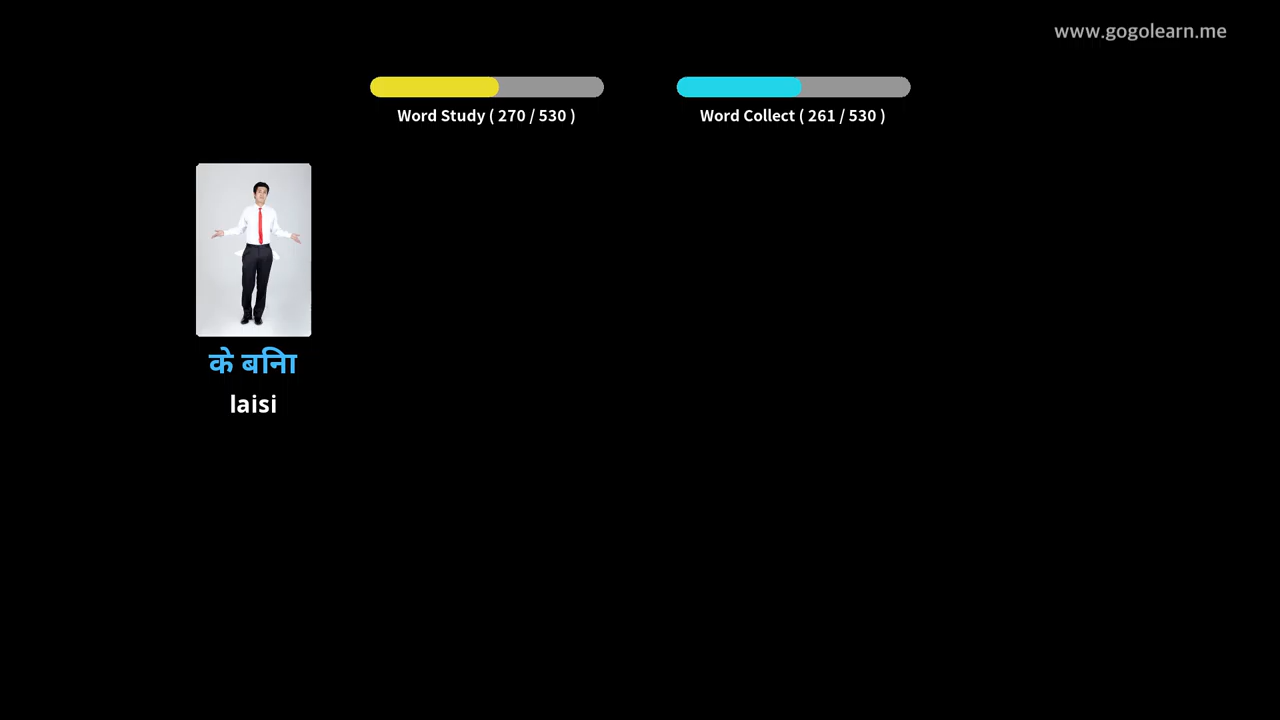 www.gogolearn.me
Word Study ( 270 / 530 )
Word Collect ( 261 / 530 )
के बिना
laisi